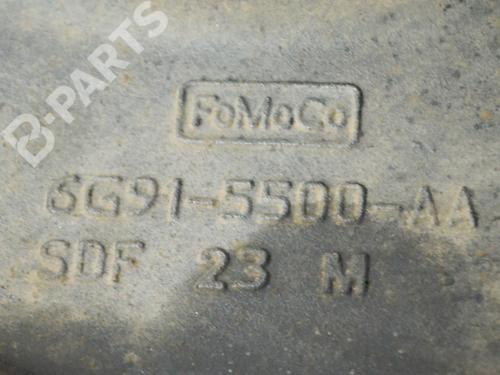 B-PARTS
FoMoCo
6G91-5500-AA
SDF 23 M